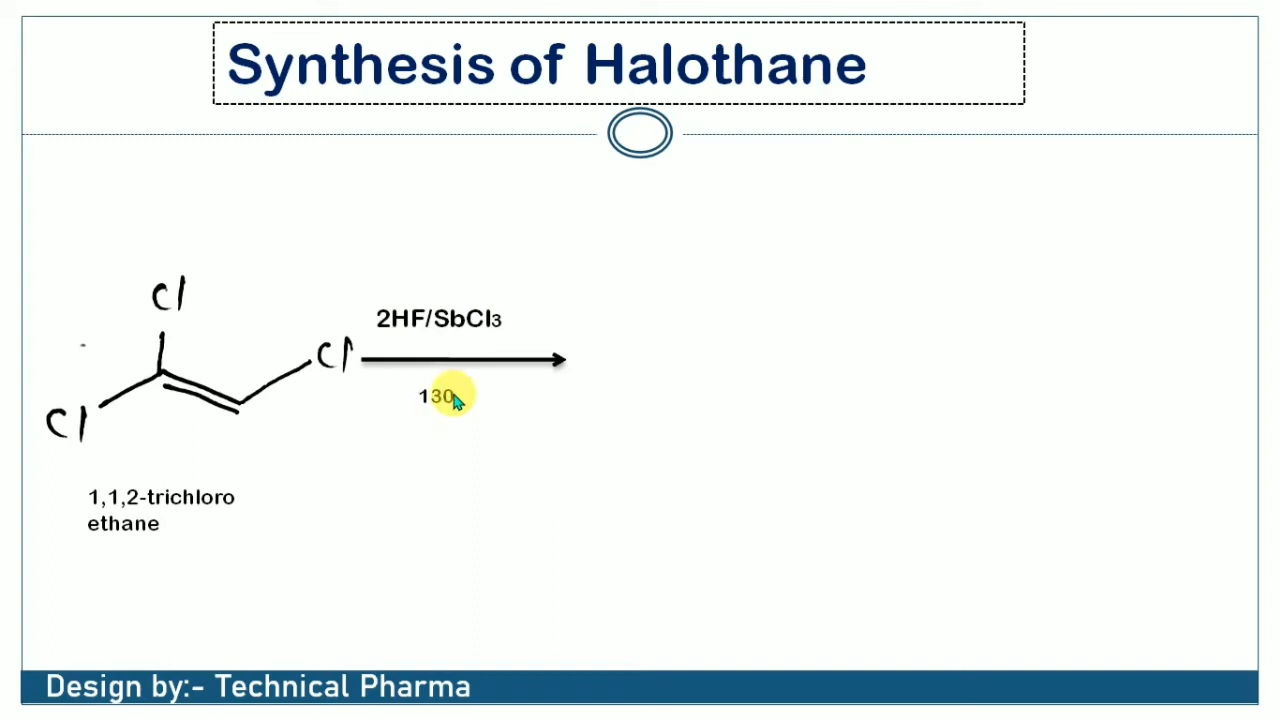 Synthesis of Halothane
Cl
2HF/SbCl3
Cl
130
Cl
1,1,2-trichloro
ethane
Design by:- Technical Pharma